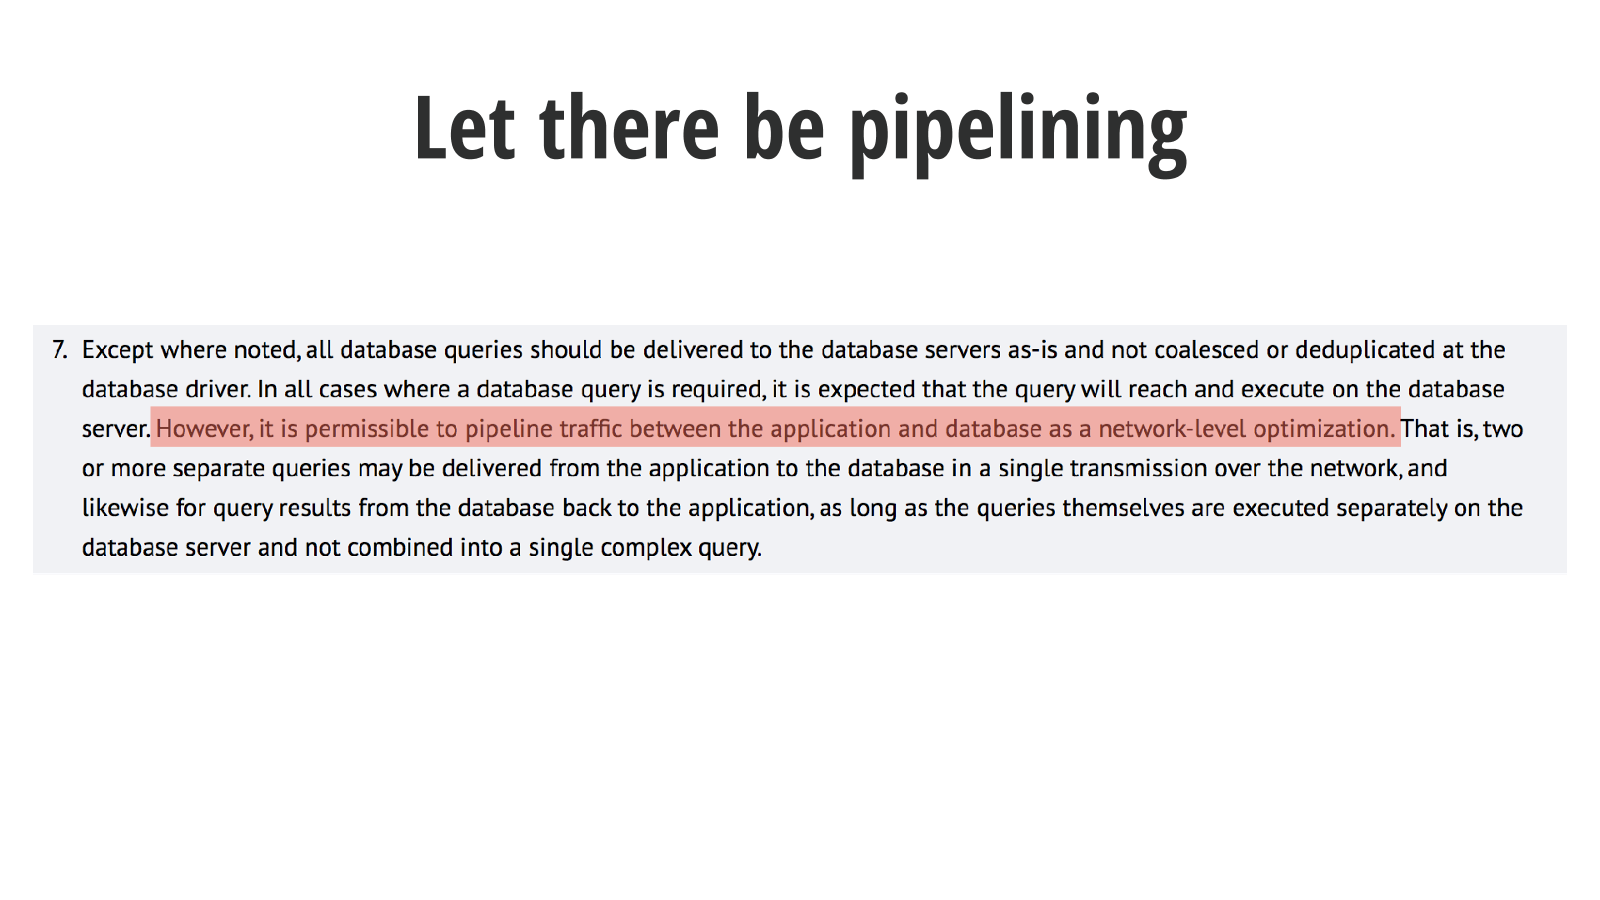 Let there be pipelining
7. Except where noted, all database queries should be delivered to the database servers as-is and not coalesced or deduplicated at the
database driver. In all cases where a database query is required, it is expected that the query will reach and execute on the database
server. However, it is permissible to pipeline traffic between the application and database as a network-level optimization. That is, two
or more separate queries may be delivered from the application to the database in a single transmission over the network, and
likewise for query results from the database back to the application, as long as the queries themselves are executed separately on the
database server and not combined into a single complex query.